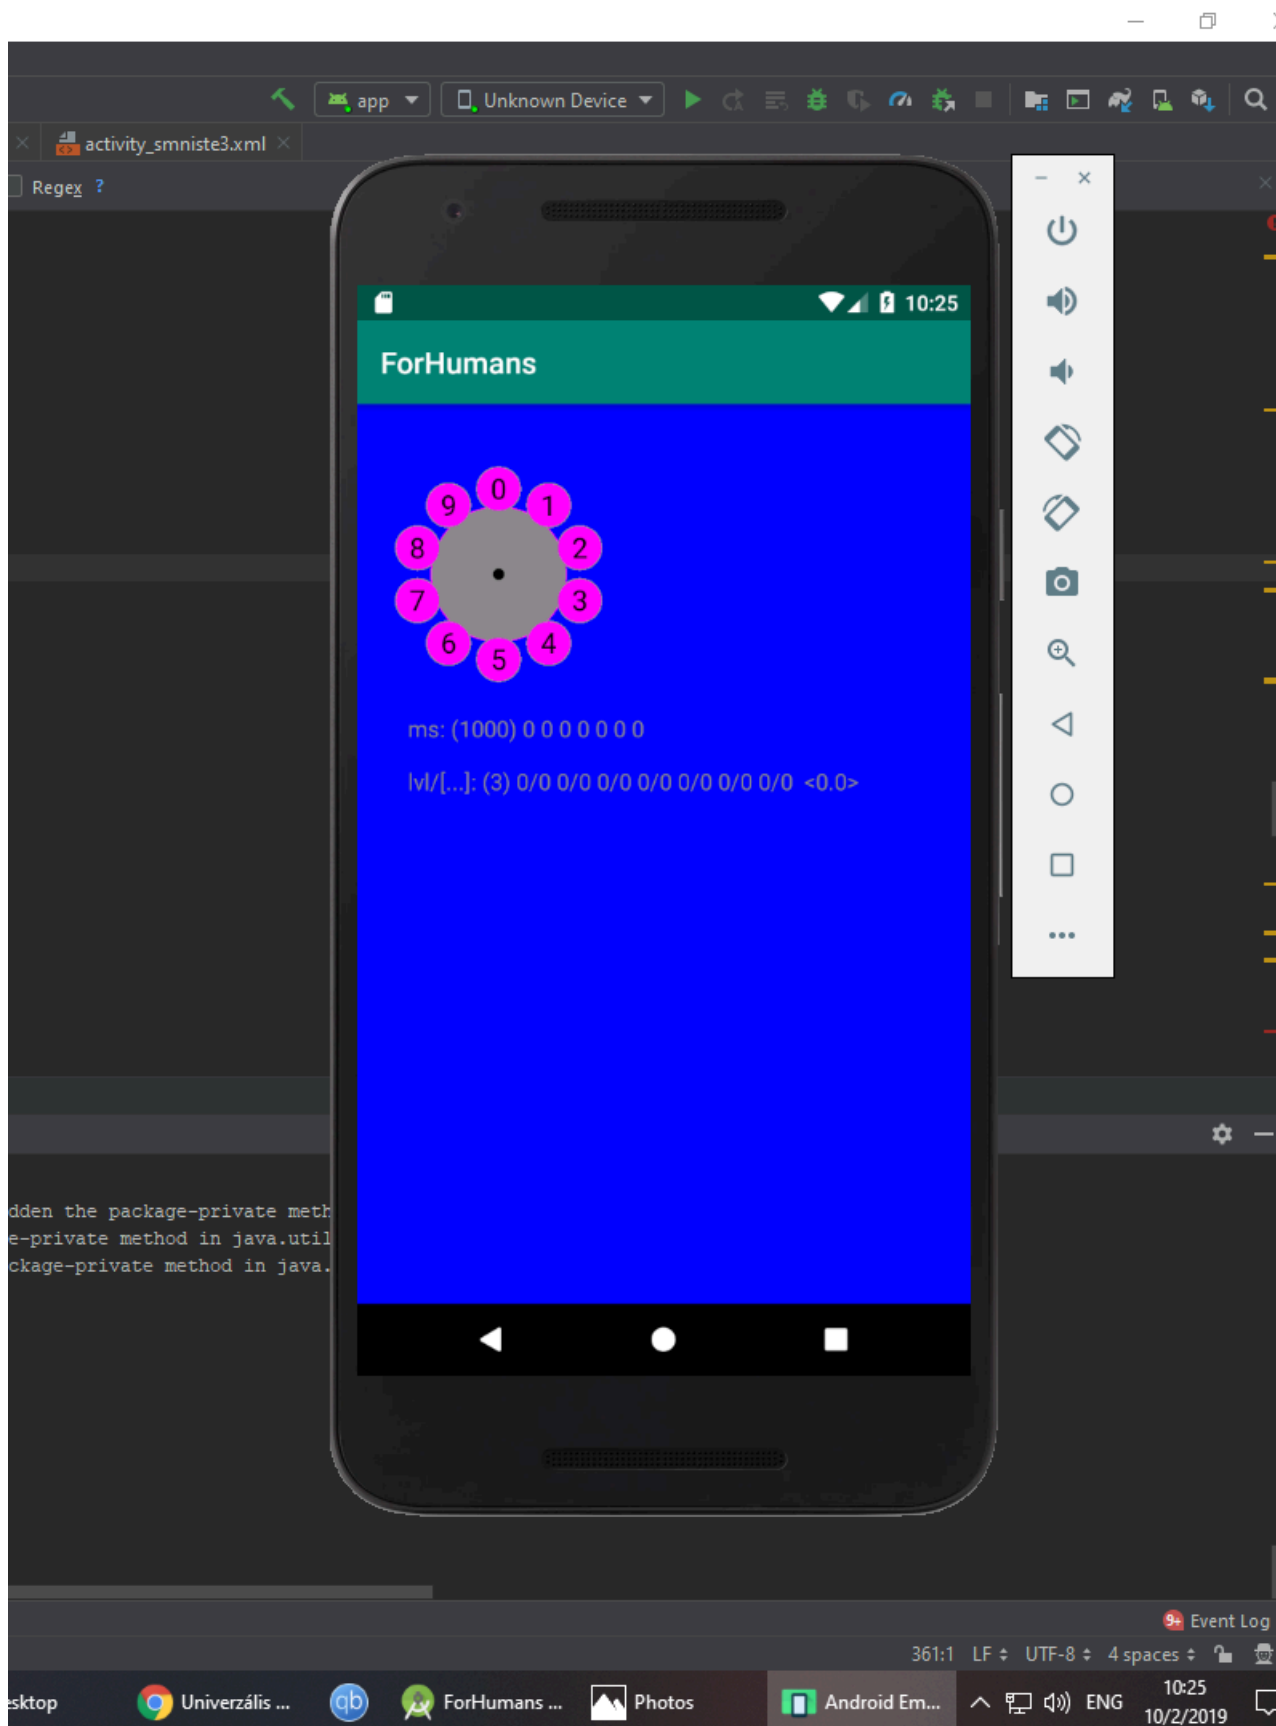 app
Unknown Device
activity_smniste3.xml
Regex ?
10:25
ForHumans
0
9 1
8 2
7 3
6 4
5
ms: (1000) 0 0 0 0 0 0 0
lvl/[...]: (3) 0/0 0/0 0/0 0/0 0/0 0/0 0/0 <0.0>
dden the package-private meth
e-private method in java.util
ckage-private method in java.
9+ Event Log
361:1 LF UTF-8 4 spaces
esktop
Univerzális ...
qb
ForHumans ...
Photos
Android Em...
ENG
10:25
10/2/2019